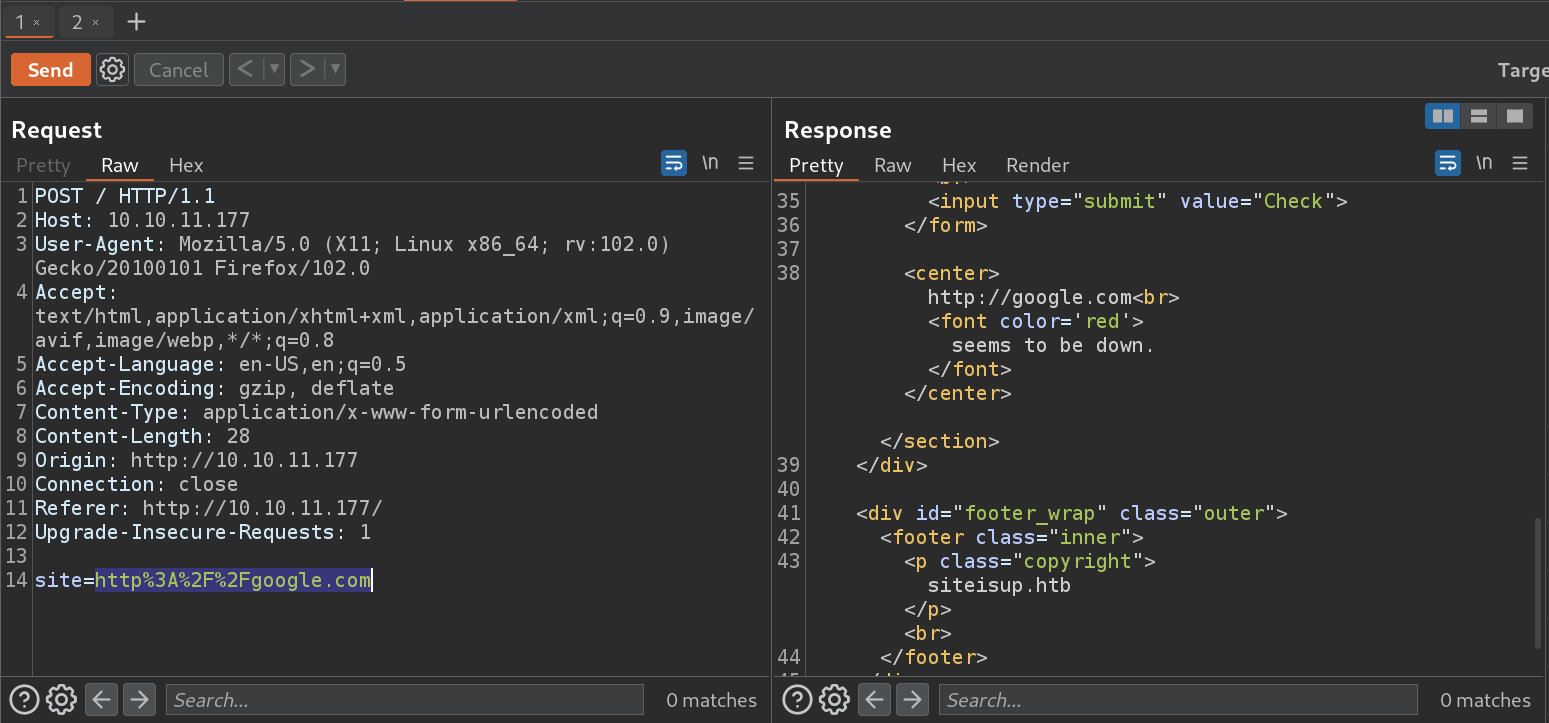 1 × 2 × +
Send Cancel < ▼ > ▼ Targe
Request
Pretty Raw Hex \n
1 POST / HTTP/1.1
2 Host: 10.10.11.177
3 User-Agent: Mozilla/5.0 (X11; Linux x86_64; rv:102.0)
Gecko/20100101 Firefox/102.0
4 Accept:
text/html,application/xhtml+xml,application/xml;q=0.9,image/
avif,image/webp,*/*;q=0.8
5 Accept-Language: en-US,en;q=0.5
6 Accept-Encoding: gzip, deflate
7 Content-Type: application/x-www-form-urlencoded
8 Content-Length: 28
9 Origin: http://10.10.11.177
10 Connection: close
11 Referer: http://10.10.11.177/
12 Upgrade-Insecure-Requests: 1
13
14 site=http%3A%2F%2Fgoogle.com
? Search... 0 matches
Response
Pretty Raw Hex Render \n
35 <input type="submit" value="Check">
36 </form>
37
38 <center>
http://google.com<br>
<font color='red'>
seems to be down.
</font>
</center>
</section>
39 </div>
40
41 <div id="footer_wrap" class="outer">
42 <footer class="inner">
43 <p class="copyright">
siteisup.htb
</p>
<br>
44 </footer>
? Search... 0 matches